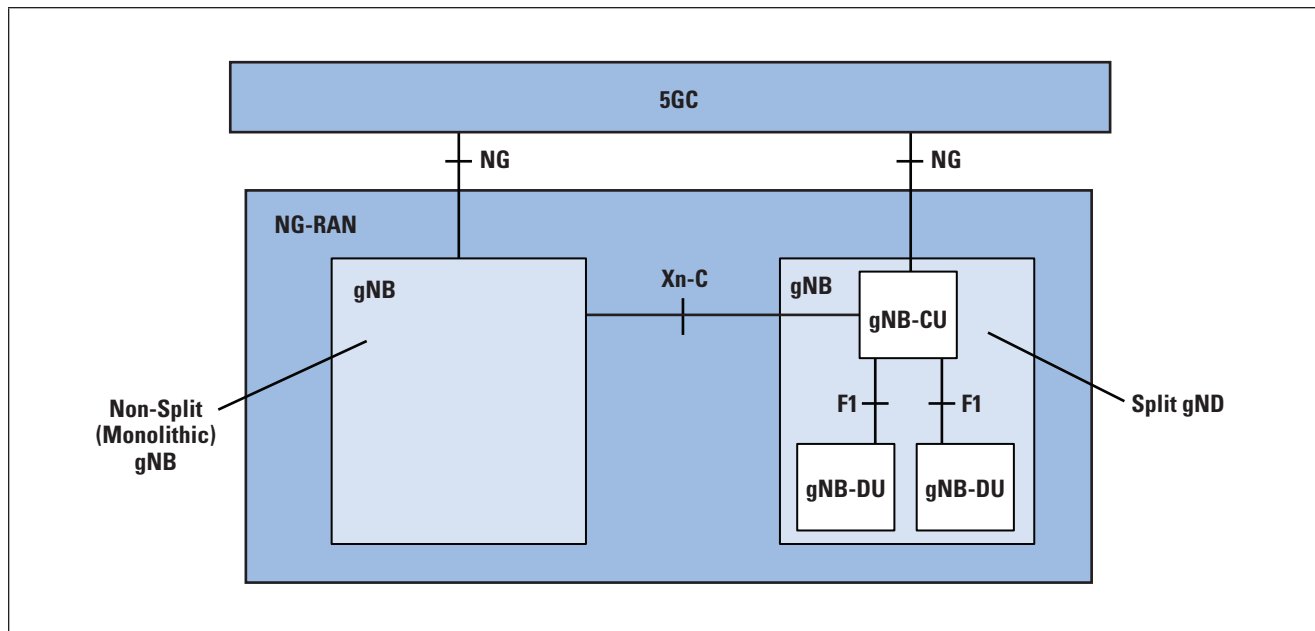 5GC
NG
NG
NG-RAN
gNB
Xn-C
gNB
gNB-CU
Non-Split
(Monolithic)
gNB
F1
F1
Split gND
gNB-DU
gNB-DU